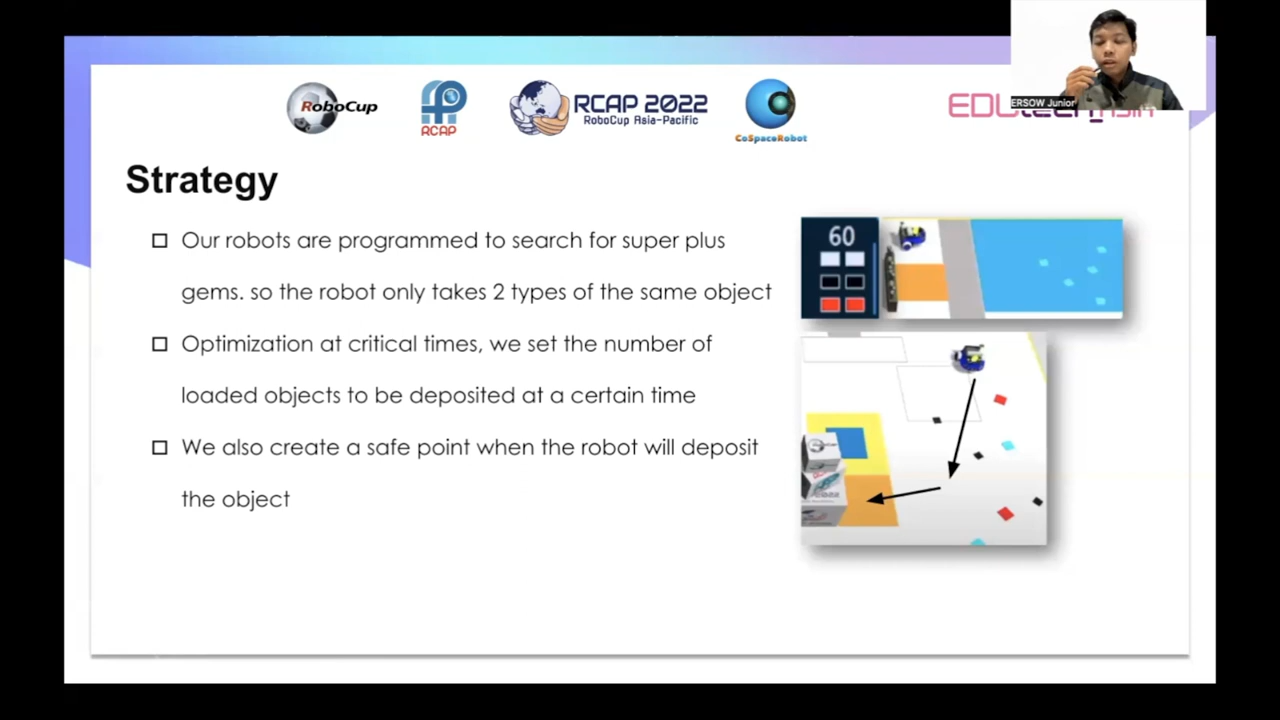 RoboCup
RCAP
RCAP 2022
RoboCup Asia-Pacific
CoSpaceRobot
ERSOW Junior
Strategy
Our robots are programmed to search for super plus
gems. so the robot only takes 2 types of the same object
Optimization at critical times, we set the number of
loaded objects to be deposited at a certain time
We also create a safe point when the robot will deposit
the object
60